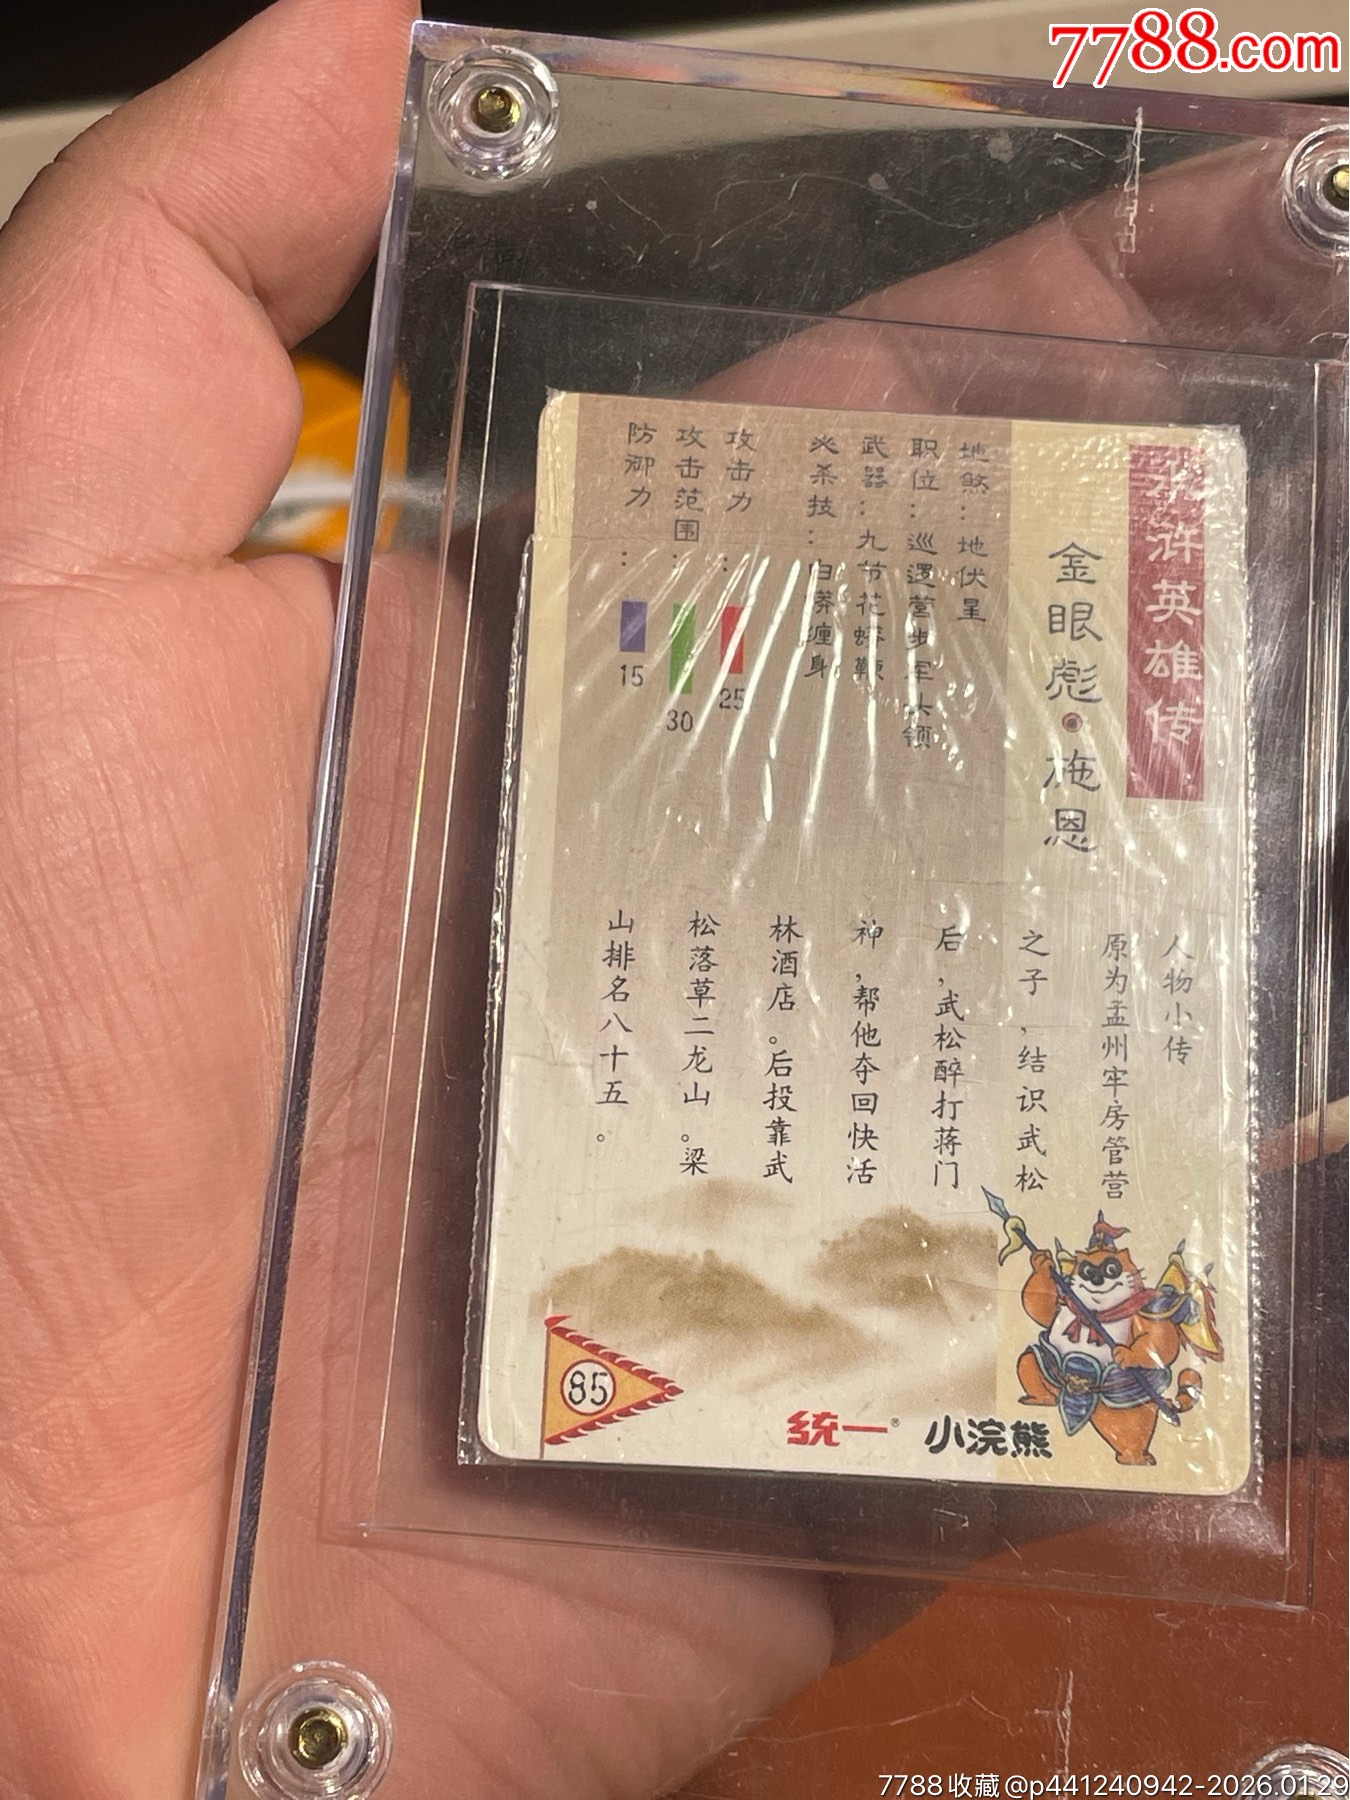 7788.com
水浒英雄传
金眼彪·施恩
地煞：地伏星
职位：巡逻营步军头领
武器：九节花蟒鞭
必杀技：白蟒缠身
攻击力：25
攻击范围：30
防御力：15
人物小传
原为孟州牢房管营
之子,结识武松
后,武松醉打蒋门
神,帮他夺回快活
林酒店。后投靠武
松落草二龙山。梁
山排名八十五。
85
统一® 小浣熊
7788收藏@p441240942-2026.01.29